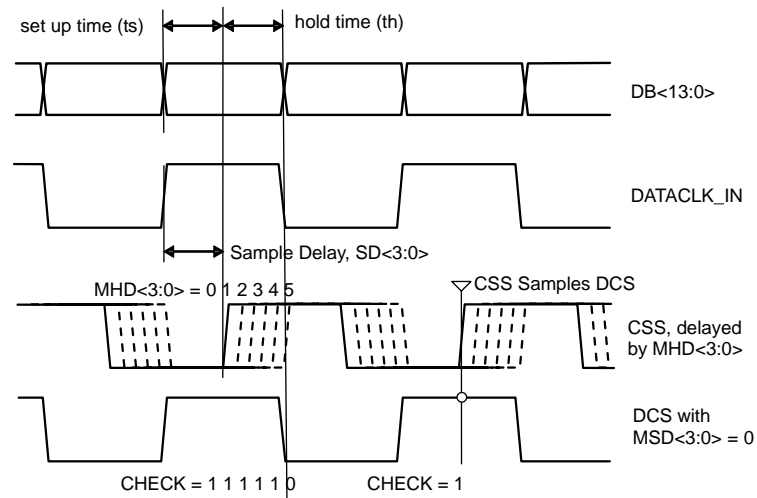 set up time (ts)
hold time (th)
DB<13:0>
DATACLK_IN
Sample Delay, SD<3:0>
MHD<3:0> = 0 1 2 3 4 5
CSS Samples DCS
CSS, delayed
by MHD<3:0>
DCS with
MSD<3:0> = 0
CHECK = 1 1 1 1 1 0
CHECK = 1